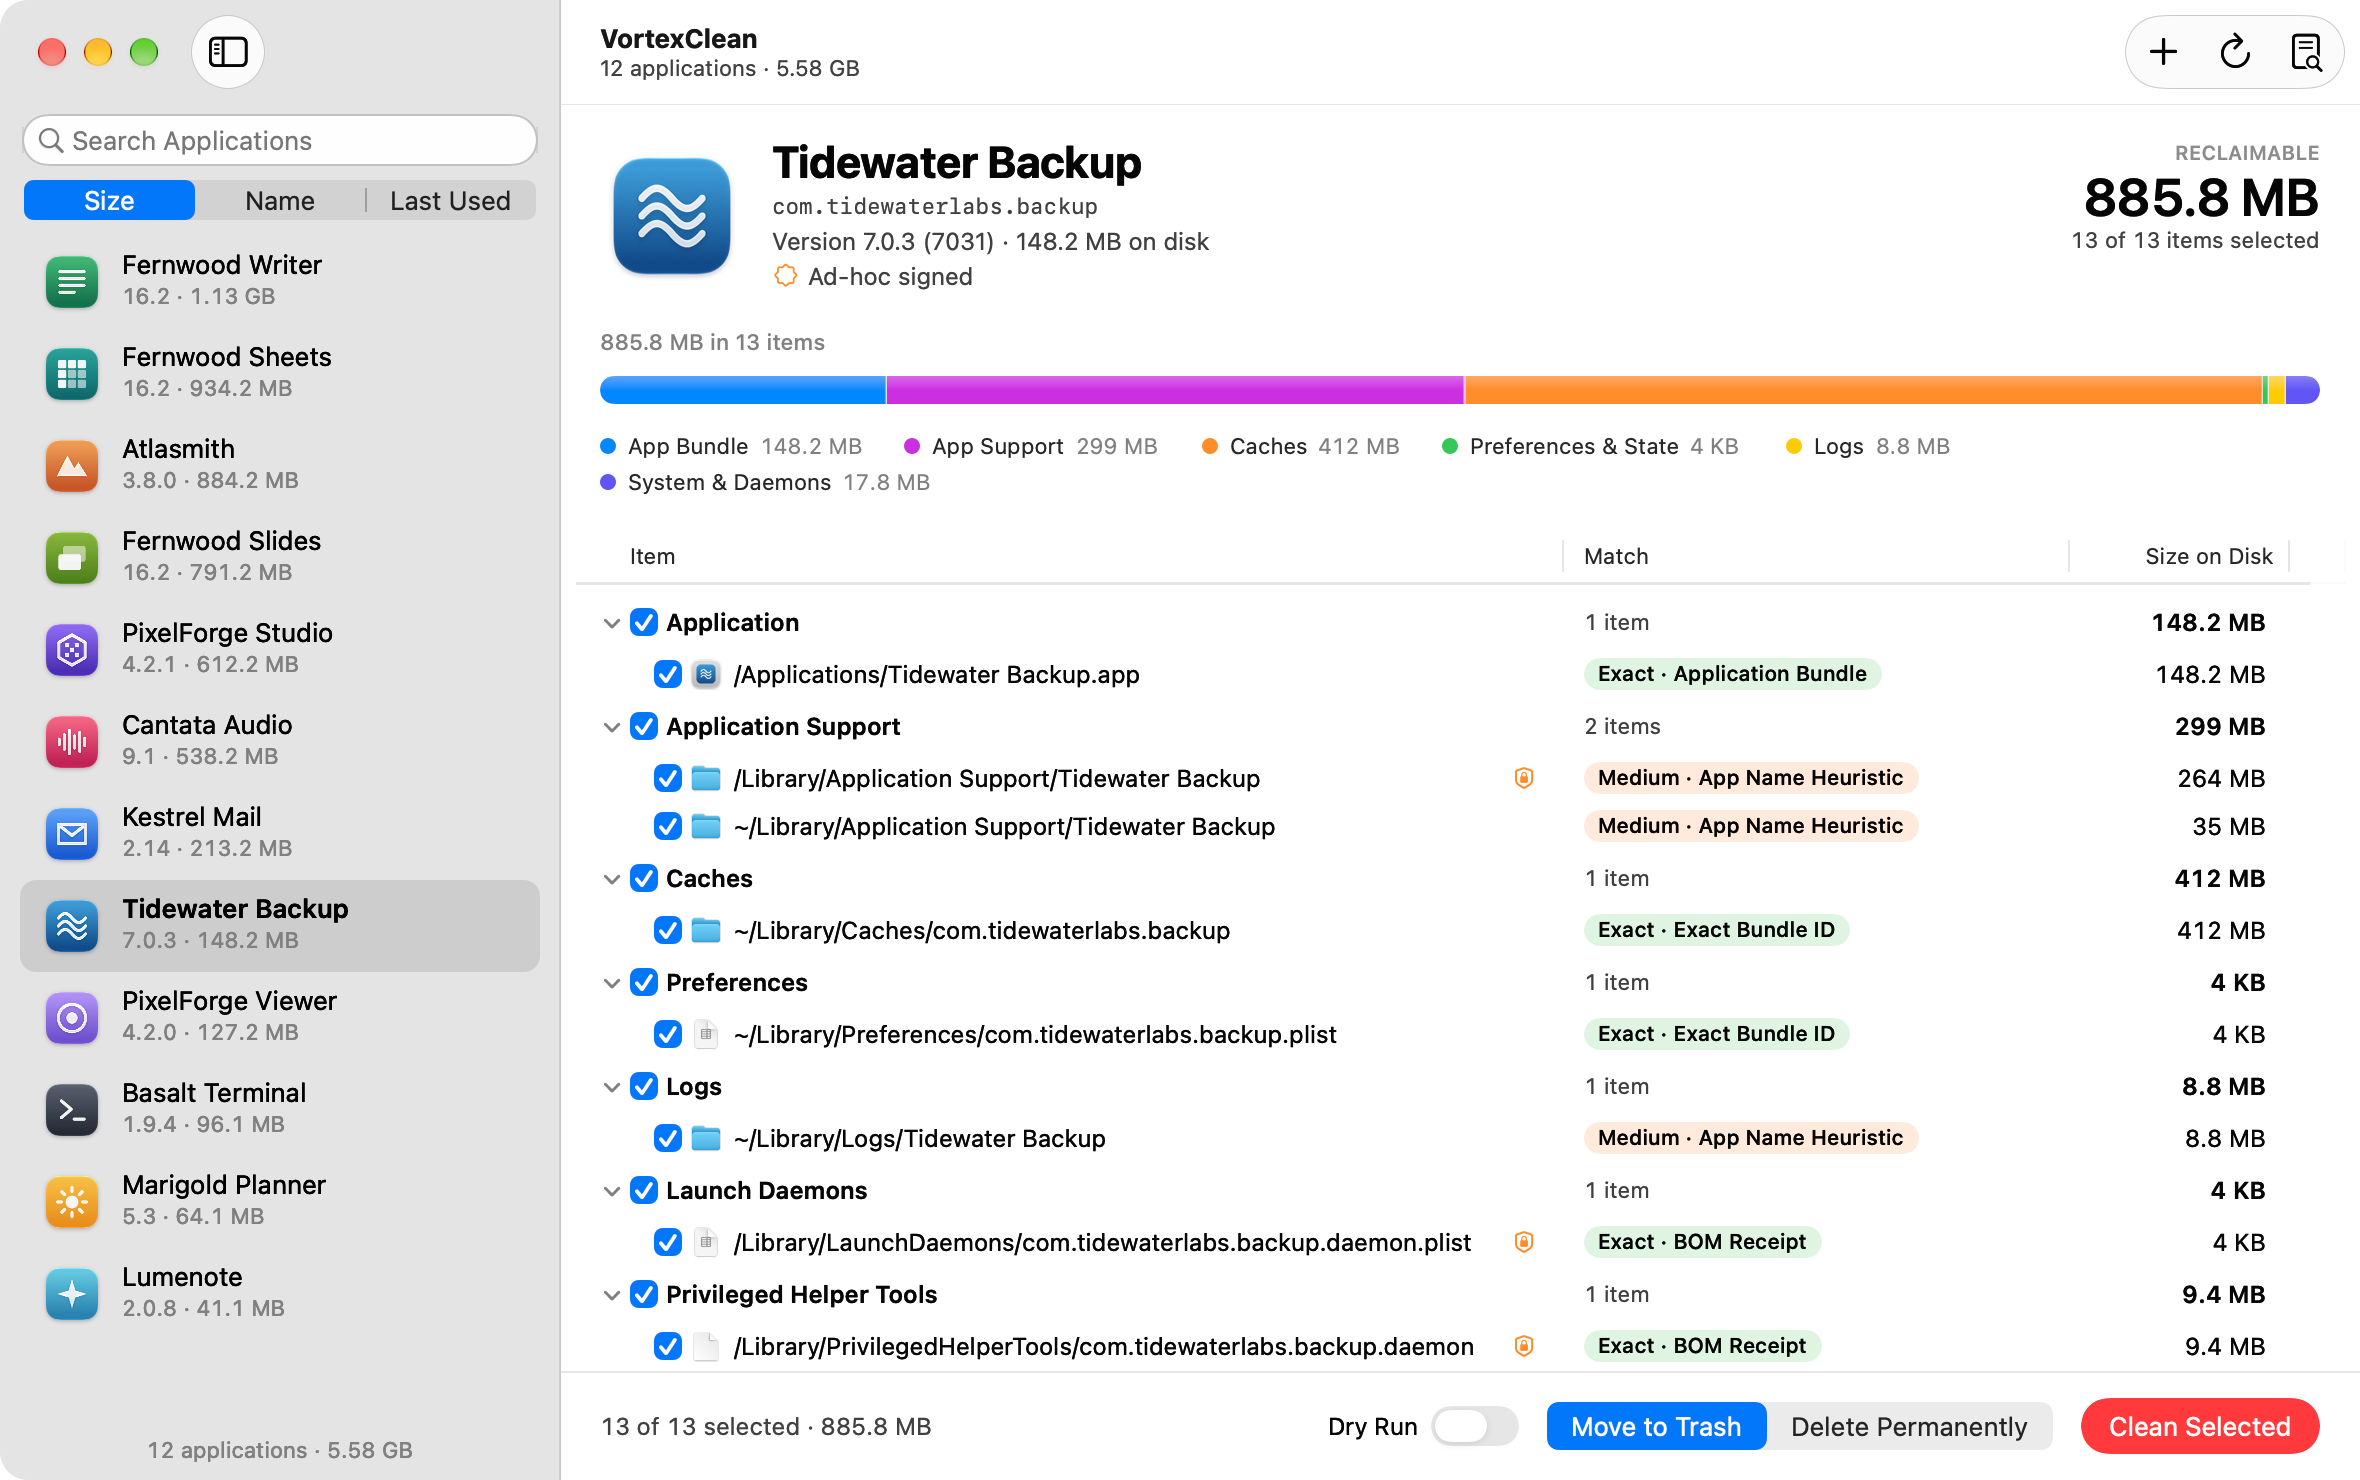 VortexClean
12 applications · 5.58 GB
Search Applications
Size
Name
Last Used
Fernwood Writer
16.2 · 1.13 GB
Fernwood Sheets
16.2 · 934.2 MB
Atlasmith
3.8.0 · 884.2 MB
Fernwood Slides
16.2 · 791.2 MB
PixelForge Studio
4.2.1 · 612.2 MB
Cantata Audio
9.1 · 538.2 MB
Kestrel Mail
2.14 · 213.2 MB
Tidewater Backup
7.0.3 · 148.2 MB
PixelForge Viewer
4.2.0 · 127.2 MB
Basalt Terminal
1.9.4 · 96.1 MB
Marigold Planner
5.3 · 64.1 MB
Lumenote
2.0.8 · 41.1 MB
12 applications · 5.58 GB
Tidewater Backup
com.tidewaterlabs.backup
Version 7.0.3 (7031) · 148.2 MB on disk
Ad-hoc signed
RECLAIMABLE
885.8 MB
13 of 13 items selected
885.8 MB in 13 items
App Bundle 148.2 MB App Support 299 MB Caches 412 MB Preferences & State 4 KB Logs 8.8 MB
System & Daemons 17.8 MB
Item Match Size on Disk
Application 1 item 148.2 MB
/Applications/Tidewater Backup.app Exact · Application Bundle 148.2 MB
Application Support 2 items 299 MB
/Library/Application Support/Tidewater Backup Medium · App Name Heuristic 264 MB
~/Library/Application Support/Tidewater Backup Medium · App Name Heuristic 35 MB
Caches 1 item 412 MB
~/Library/Caches/com.tidewaterlabs.backup Exact · Exact Bundle ID 412 MB
Preferences 1 item 4 KB
~/Library/Preferences/com.tidewaterlabs.backup.plist Exact · Exact Bundle ID 4 KB
Logs 1 item 8.8 MB
~/Library/Logs/Tidewater Backup Medium · App Name Heuristic 8.8 MB
Launch Daemons 1 item 4 KB
/Library/LaunchDaemons/com.tidewaterlabs.backup.daemon.plist Exact · BOM Receipt 4 KB
Privileged Helper Tools 1 item 9.4 MB
/Library/PrivilegedHelperTools/com.tidewaterlabs.backup.daemon Exact · BOM Receipt 9.4 MB
13 of 13 selected · 885.8 MB
Dry Run
Move to Trash
Delete Permanently
Clean Selected